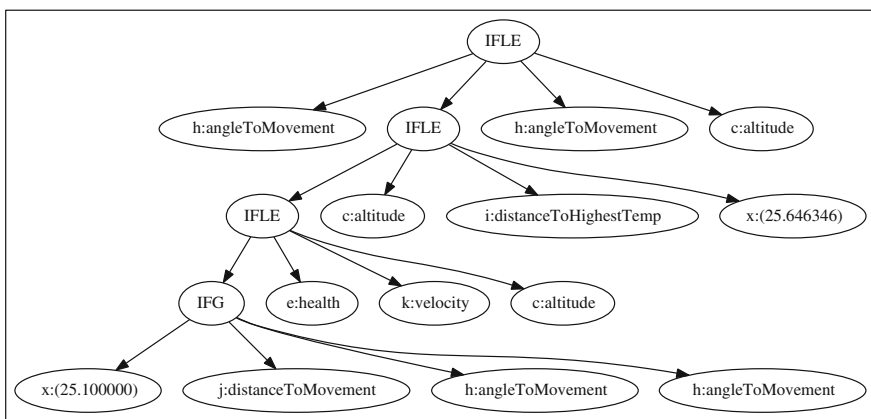 IFLE
h:angleToMovement IFLE h:angleToMovement c:altitude
IFLE c:altitude i:distanceToHighestTemp x:(25.646346)
IFG e:health k:velocity c:altitude
x:(25.100000) j:distanceToMovement h:angleToMovement h:angleToMovement